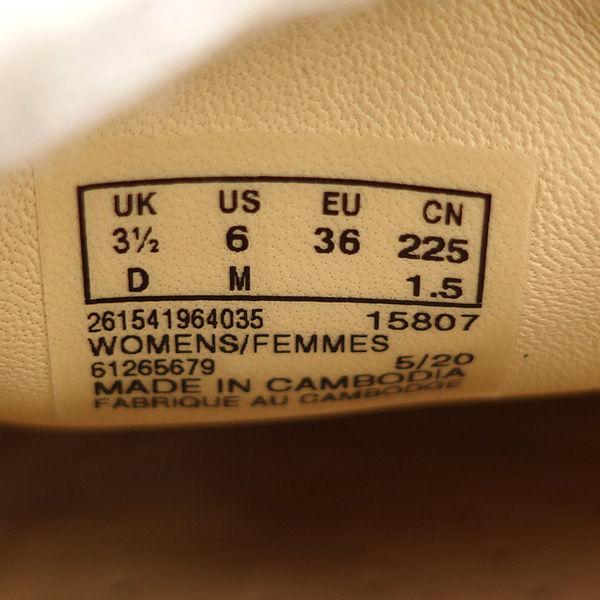 UK US EU CN
3½ 6 36 225
D M 1.5
261541964035 15807
WOMENS/FEMMES
61265679 5/20
MADE IN CAMBODIA
FABRIQUE AU CAMBODGE